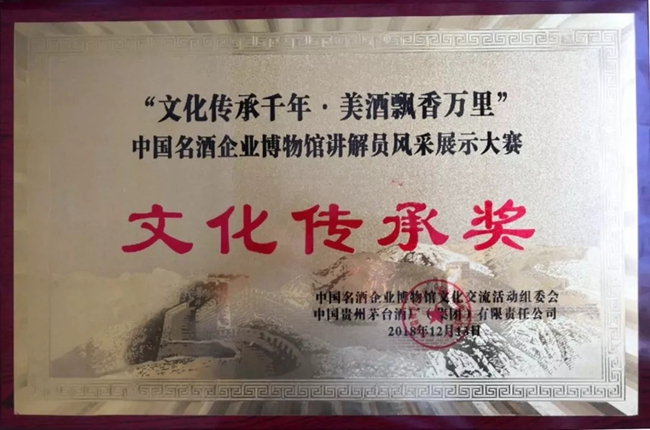 “文化传承千年·美酒飘香万里”
中国名酒企业博物馆讲解员风采展示大赛
文化传承奖
中国名酒企业博物馆文化交流活动组委会
中国贵州茅台酒厂（集团）有限责任公司
2018年12月13日